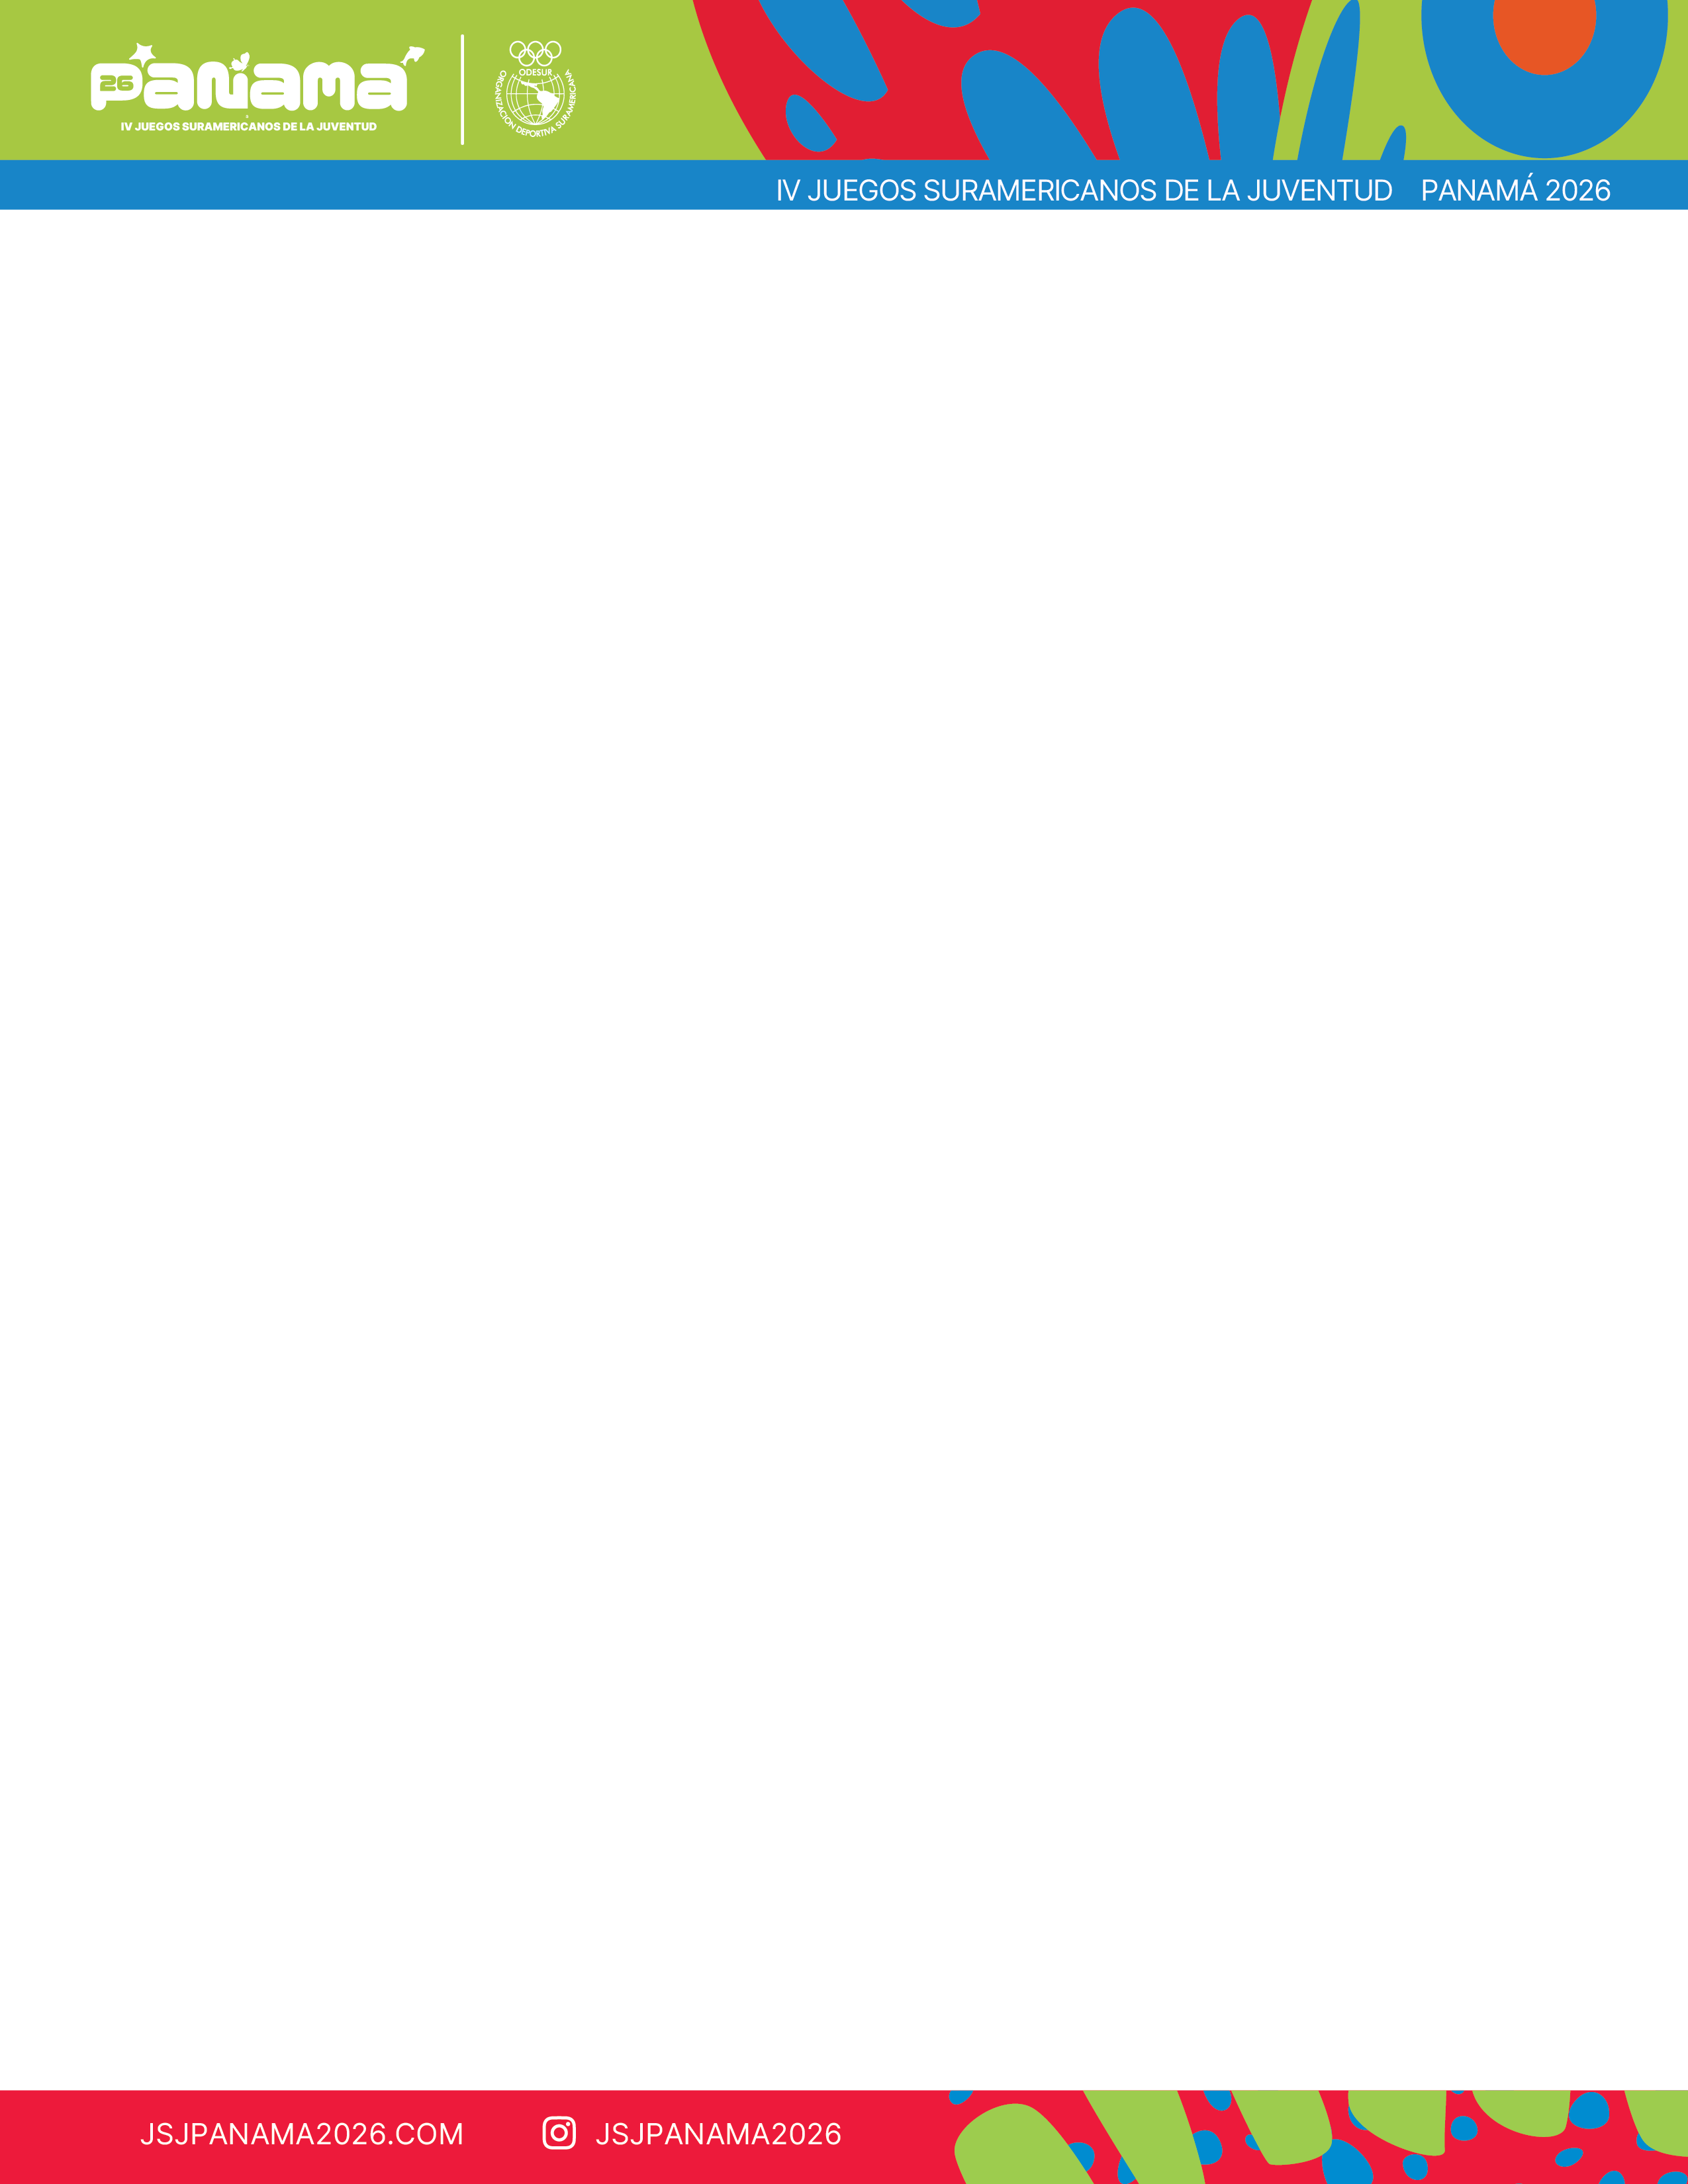 26 Panamá
IV JUEGOS SURAMERICANOS DE LA JUVENTUD
ODESUR
ORGANIZACIÓN DEPORTIVA SURAMERICANA
IV JUEGOS SURAMERICANOS DE LA JUVENTUD PANAMÁ 2026
JSJPANAMA2026.COM JSJPANAMA2026